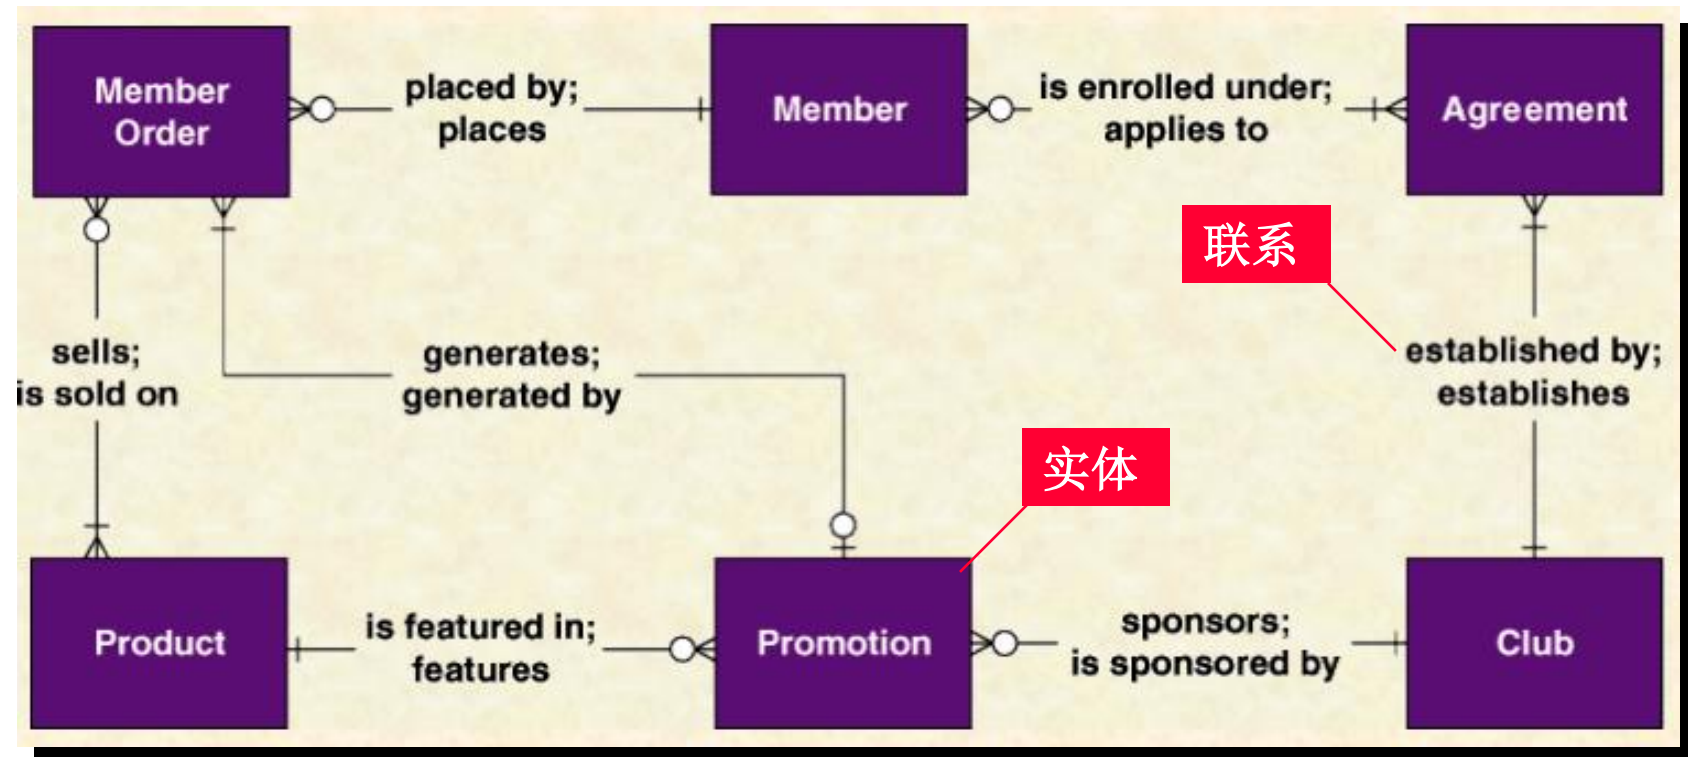 Member
Order
placed by;
places
Member
is enrolled under;
applies to
Agreement
联系
sells;
is sold on
generates;
generated by
established by;
establishes
实体
Product
is featured in;
features
Promotion
sponsors;
is sponsored by
Club